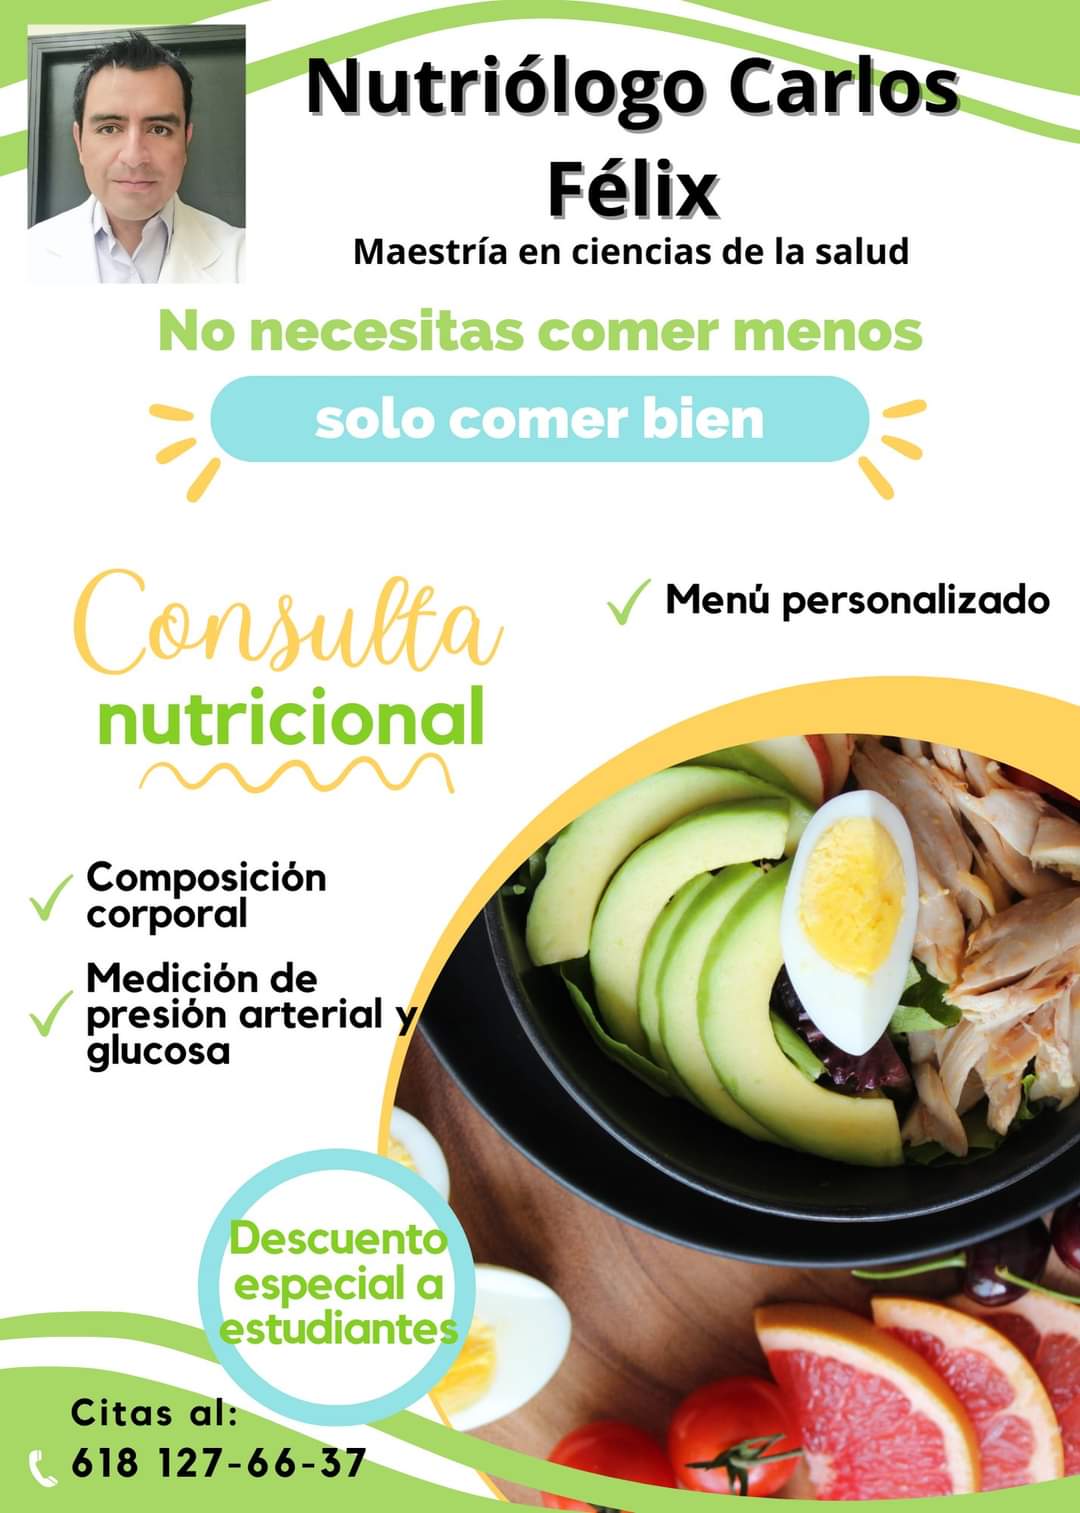 Nutriólogo Carlos
Félix
Maestría en ciencias de la salud
No necesitas comer menos
solo comer bien
Consulta
nutricional
Menú personalizado
Composición
corporal
Medición de
presión arterial y
glucosa
Descuento
especial a
estudiantes
Citas al:
618 127-66-37